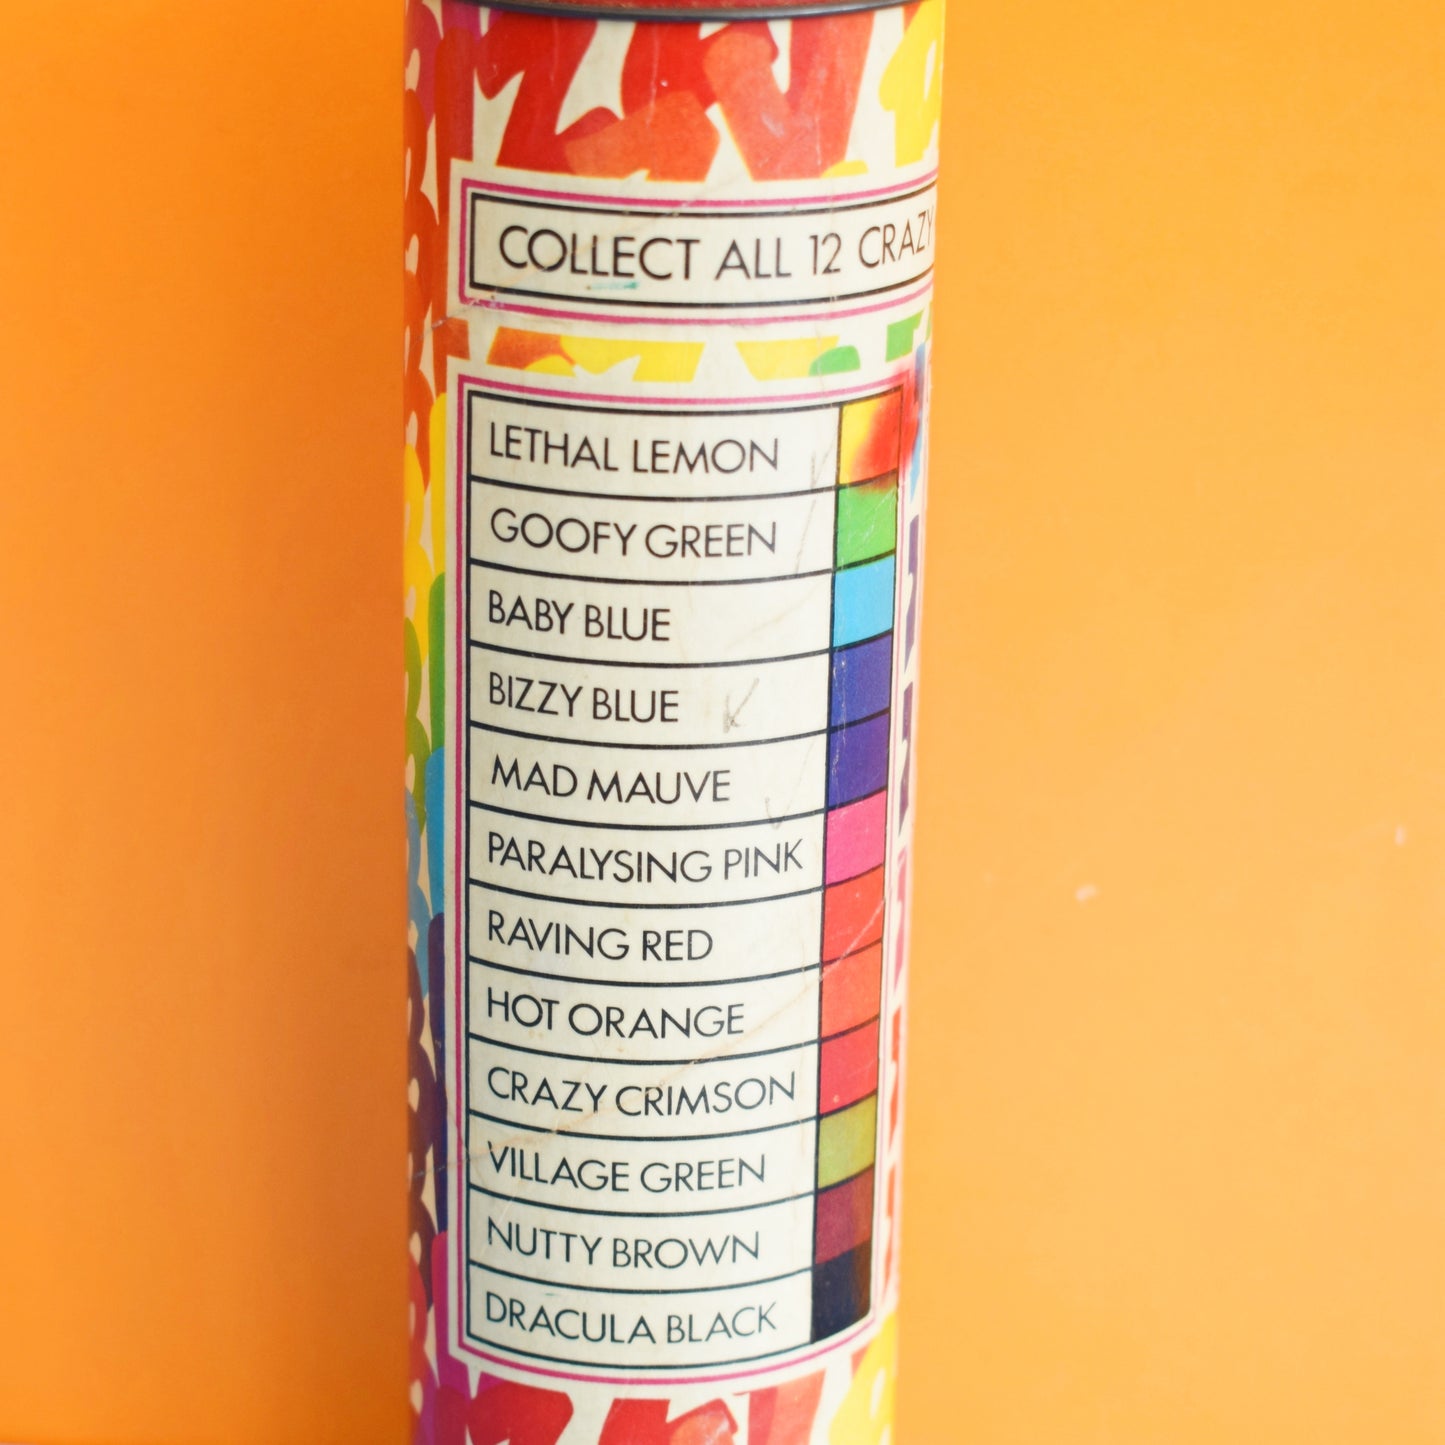 COLLECT ALL 12 CRAZY
LETHAL LEMON
GOOFY GREEN
BABY BLUE
BIZZY BLUE
MAD MAUVE
PARALYSING PINK
RAVING RED
HOT ORANGE
CRAZY CRIMSON
VILLAGE GREEN
NUTTY BROWN
DRACULA BLACK